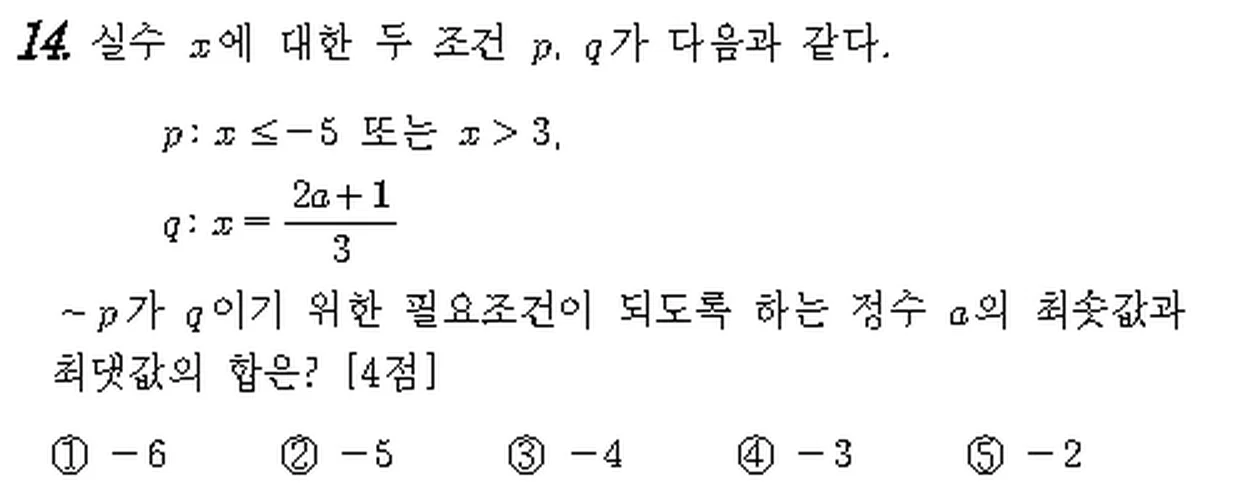 14. 실수 x에 대한 두 조건 p, q가 다음과 같다.
p: x ≤ -5 또는 x > 3,
q: x = \frac{2a+1}{3}
~p가 q이기 위한 필요조건이 되도록 하는 정수 a의 최솟값과
최댓값의 합은? [4점]
① -6 ② -5 ③ -4 ④ -3 ⑤ -2